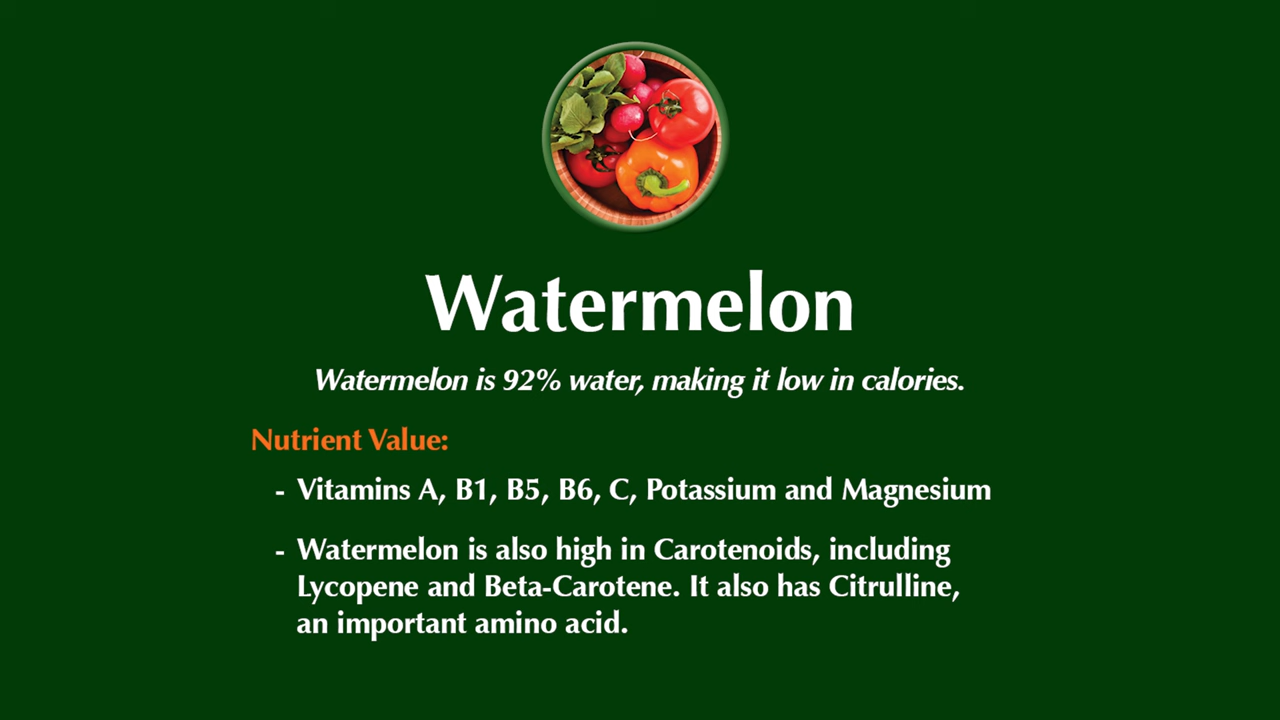 Watermelon
Watermelon is 92% water, making it low in calories.
Nutrient Value:
- Vitamins A, B1, B5, B6, C, Potassium and Magnesium
- Watermelon is also high in Carotenoids, including
Lycopene and Beta-Carotene. It also has Citrulline,
an important amino acid.